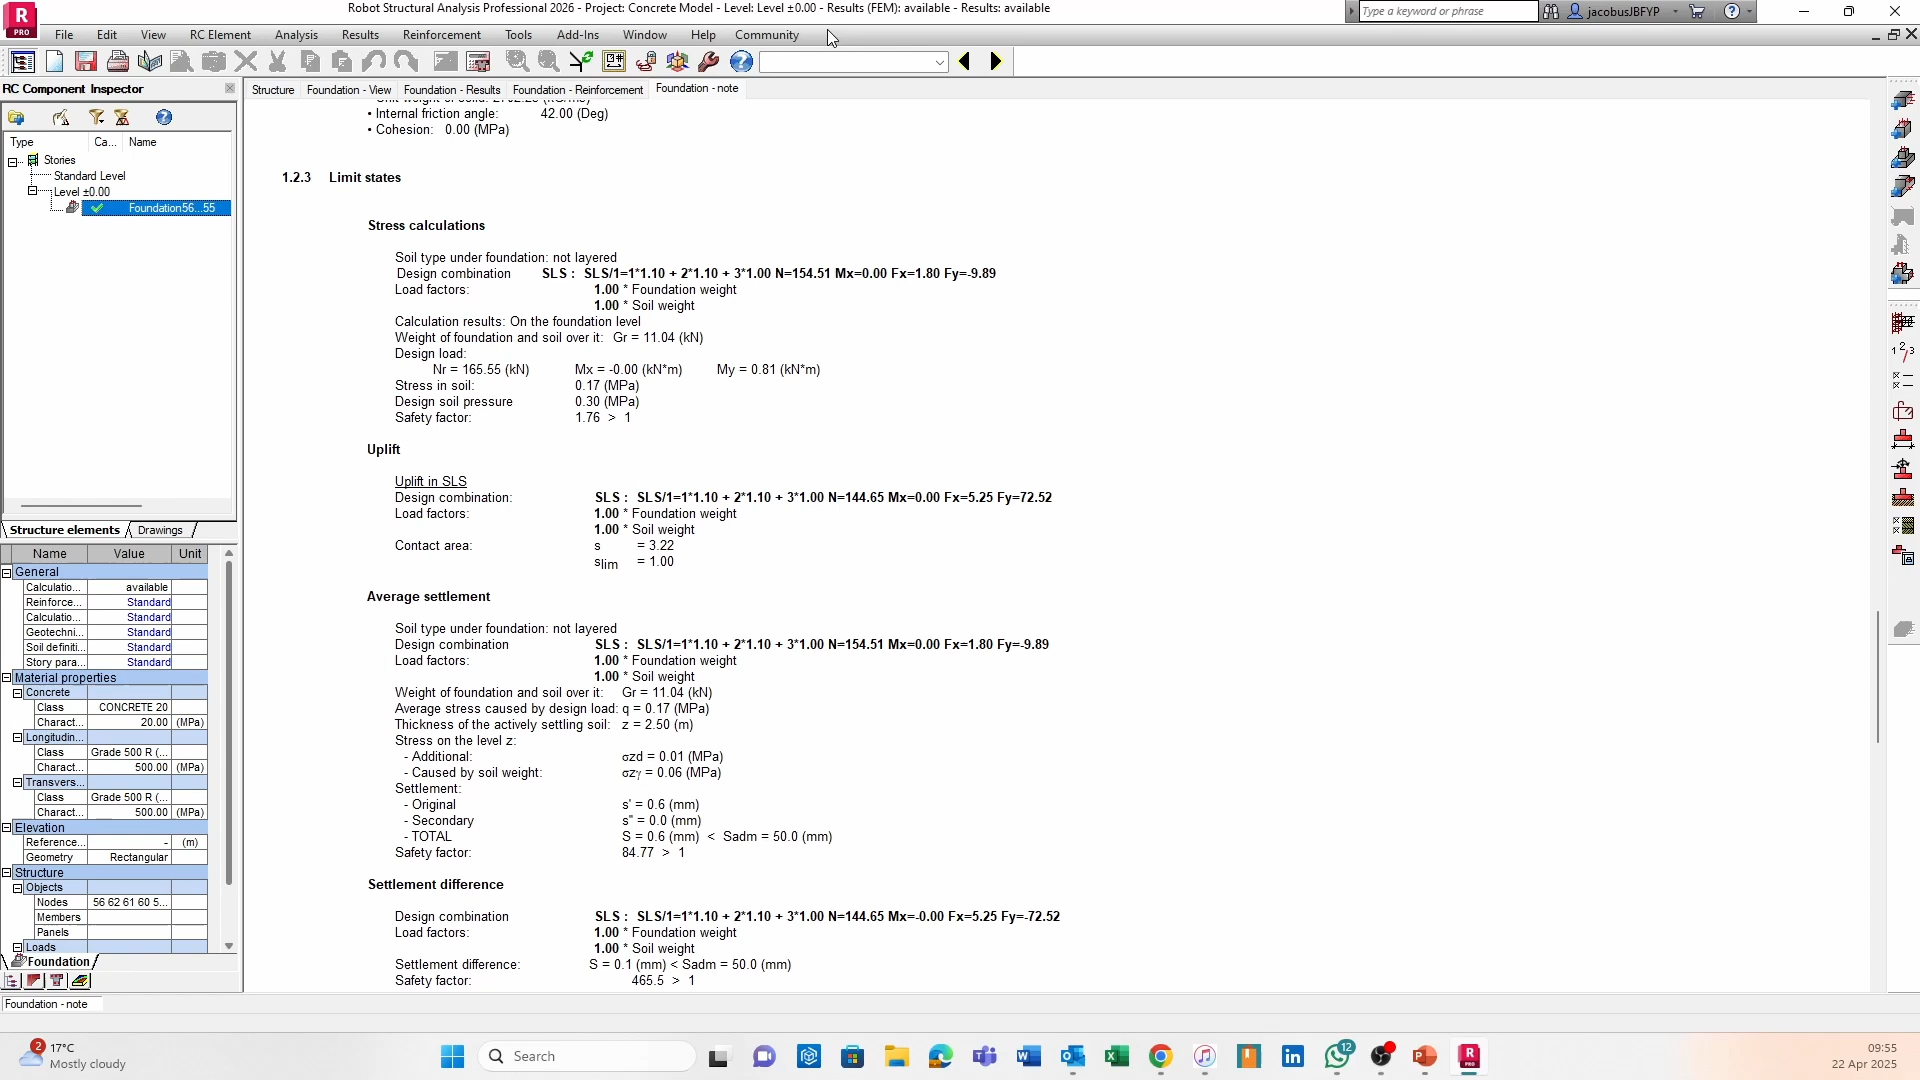 Robot Structural Analysis Professional 2026 - Project: Concrete Model - Level: Level ±0.00 - Results (FEM): available - Results: available
Type a keyword or phrase
jacobusJBFYP
R
PRO
File Edit View RC Element Analysis Results Reinforcement Tools Add-Ins Window Help Community
RC Component Inspector
Structure Foundation - View Foundation - Results Foundation - Reinforcement Foundation - note
Type Ca... Name
Stories
Standard Level
Level ±0.00
Foundation56...55
Structure elements Drawings
Name Value Unit
General
Calculatio... available
Reinforce... Standard
Calculatio... Standard
Geotechni... Standard
Soil definiti... Standard
Story para... Standard
Material properties
Concrete
Class CONCRETE 20
Charact... 20.00 (MPa)
Longitudin...
Class Grade 500 R (...
Charact... 500.00 (MPa)
Transvers...
Class Grade 500 R (...
Charact... 500.00 (MPa)
Elevation
Reference... - (m)
Geometry Rectangular
Structure
Objects
Nodes 56 62 61 60 5...
Members
Panels
Loads
Foundation
Foundation - note
• Internal friction angle: 42.00 (Deg)
• Cohesion: 0.00 (MPa)
1.2.3 Limit states
Stress calculations
Soil type under foundation: not layered
Design combination SLS : SLS/1=1*1.10 + 2*1.10 + 3*1.00 N=154.51 Mx=0.00 Fx=1.80 Fy=-9.89
Load factors: 1.00 * Foundation weight
1.00 * Soil weight
Calculation results: On the foundation level
Weight of foundation and soil over it: Gr = 11.04 (kN)
Design load:
Nr = 165.55 (kN) Mx = -0.00 (kN*m) My = 0.81 (kN*m)
Stress in soil: 0.17 (MPa)
Design soil pressure 0.30 (MPa)
Safety factor: 1.76 > 1
Uplift
Uplift in SLS
Design combination: SLS : SLS/1=1*1.10 + 2*1.10 + 3*1.00 N=144.65 Mx=0.00 Fx=5.25 Fy=72.52
Load factors: 1.00 * Foundation weight
1.00 * Soil weight
Contact area: s = 3.22
slim = 1.00
Average settlement
Soil type under foundation: not layered
Design combination SLS : SLS/1=1*1.10 + 2*1.10 + 3*1.00 N=154.51 Mx=0.00 Fx=1.80 Fy=-9.89
Load factors: 1.00 * Foundation weight
1.00 * Soil weight
Weight of foundation and soil over it: Gr = 11.04 (kN)
Average stress caused by design load: q = 0.17 (MPa)
Thickness of the actively settling soil: z = 2.50 (m)
Stress on the level z:
- Additional: σzd = 0.01 (MPa)
- Caused by soil weight: σzγ = 0.06 (MPa)
Settlement:
- Original s' = 0.6 (mm)
- Secondary s" = 0.0 (mm)
- TOTAL S = 0.6 (mm) < Sadm = 50.0 (mm)
Safety factor: 84.77 > 1
Settlement difference
Design combination SLS : SLS/1=1*1.10 + 2*1.10 + 3*1.00 N=144.65 Mx=-0.00 Fx=5.25 Fy=-72.52
Load factors: 1.00 * Foundation weight
1.00 * Soil weight
Settlement difference: S = 0.1 (mm) < Sadm = 50.0 (mm)
Safety factor: 465.5 > 1
2
17°C
Mostly cloudy
Search
12
09:55
22 Apr 2025